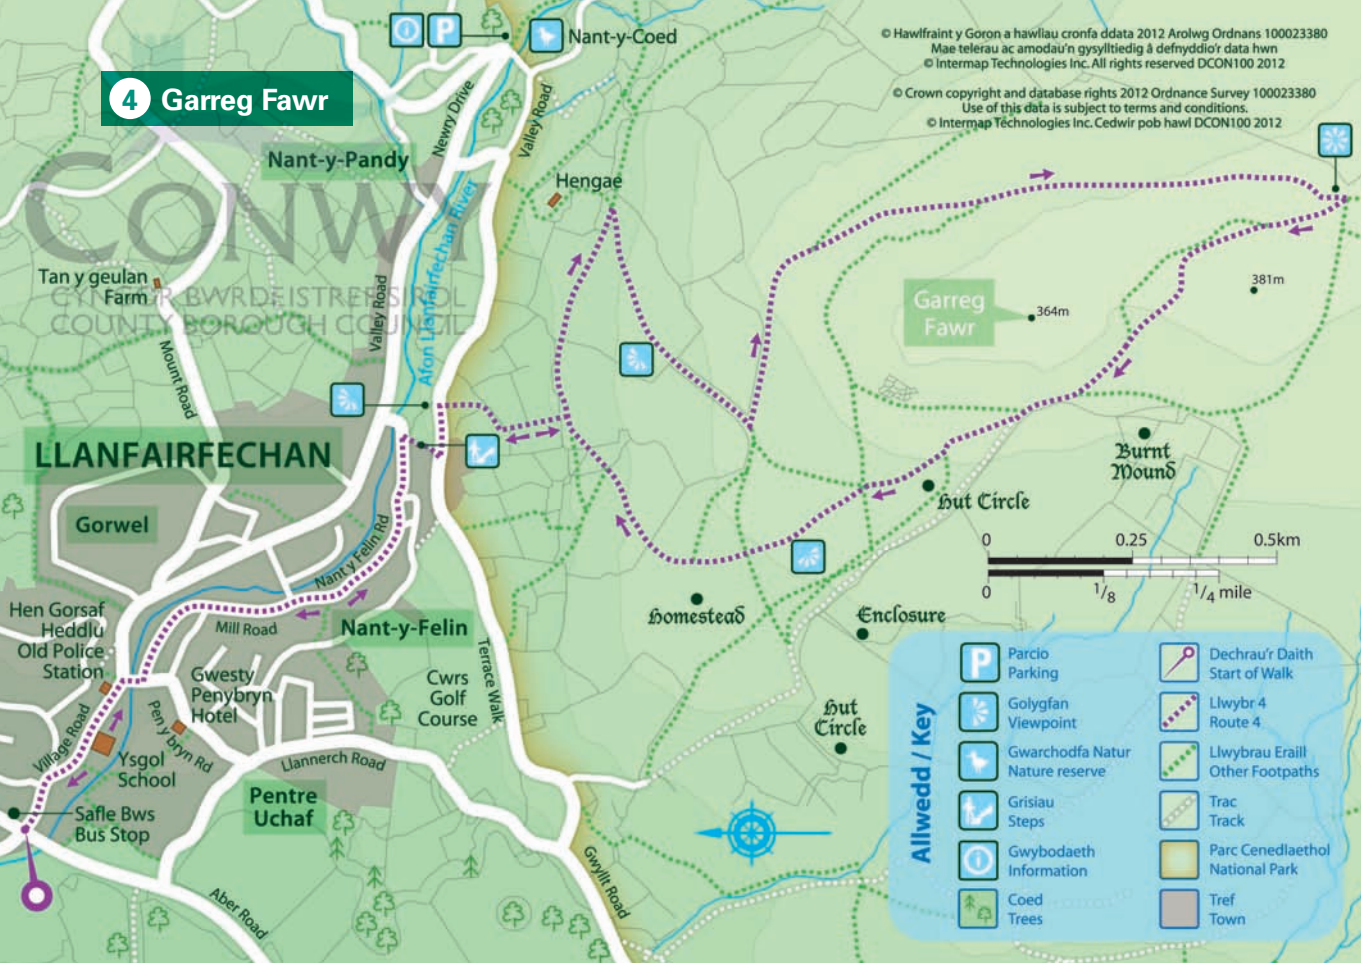 Nant-y-Coed
© Hawlfraint y Goron a hawliau cronfa ddata 2012 Arolwg Ordnans 100023380
Mae telerau ac amodau'n gysylltiedig â defnyddio'r data hwn
© Intermap Technologies Inc. All rights reserved DCON100 2012
© Crown copyright and database rights 2012 Ordnance Survey 100023380
Use of this data is subject to terms and conditions.
© Intermap Technologies Inc. Cedwir pob hawl DCON100 2012
4 Garreg Fawr
Newry Drive
Valley Road
Nant-y-Pandy
Hengae
CONWY
CYNGOR BWRDEISTREF SIROL
COUNTY BOROUGH COUNCIL
Tan y geulan
Farm
Valley Road
Afon Llanfairfechan River
Mount Road
Garreg
Fawr
364m
381m
LLANFAIRFECHAN
Burnt
Mound
Hut Circle
Gorwel
Nant y Felin Rd
0 0.25 0.5km
0 1/8 1/4 mile
Hen Gorsaf
Heddlu
Old Police
Station
Mill Road
Nant-y-Felin
Homestead
Enclosure
Terrace Walk
Gwesty
Penybryn
Hotel
Cwrs
Golf
Course
Pen y bryn Rd
Village Road
Ysgol
School
Llannerch Road
Hut
Circle
Pentre
Uchaf
Safle Bws
Bus Stop
Aber Road
Gwyllt Road
Allwedd / Key
Parcio
Parking
Golygfan
Viewpoint
Gwarchodfa Natur
Nature reserve
Grisiau
Steps
Gwybodaeth
Information
Coed
Trees
Dechrau'r Daith
Start of Walk
Llwybr 4
Route 4
Llwybrau Eraill
Other Footpaths
Trac
Track
Parc Cenedlaethol
National Park
Tref
Town